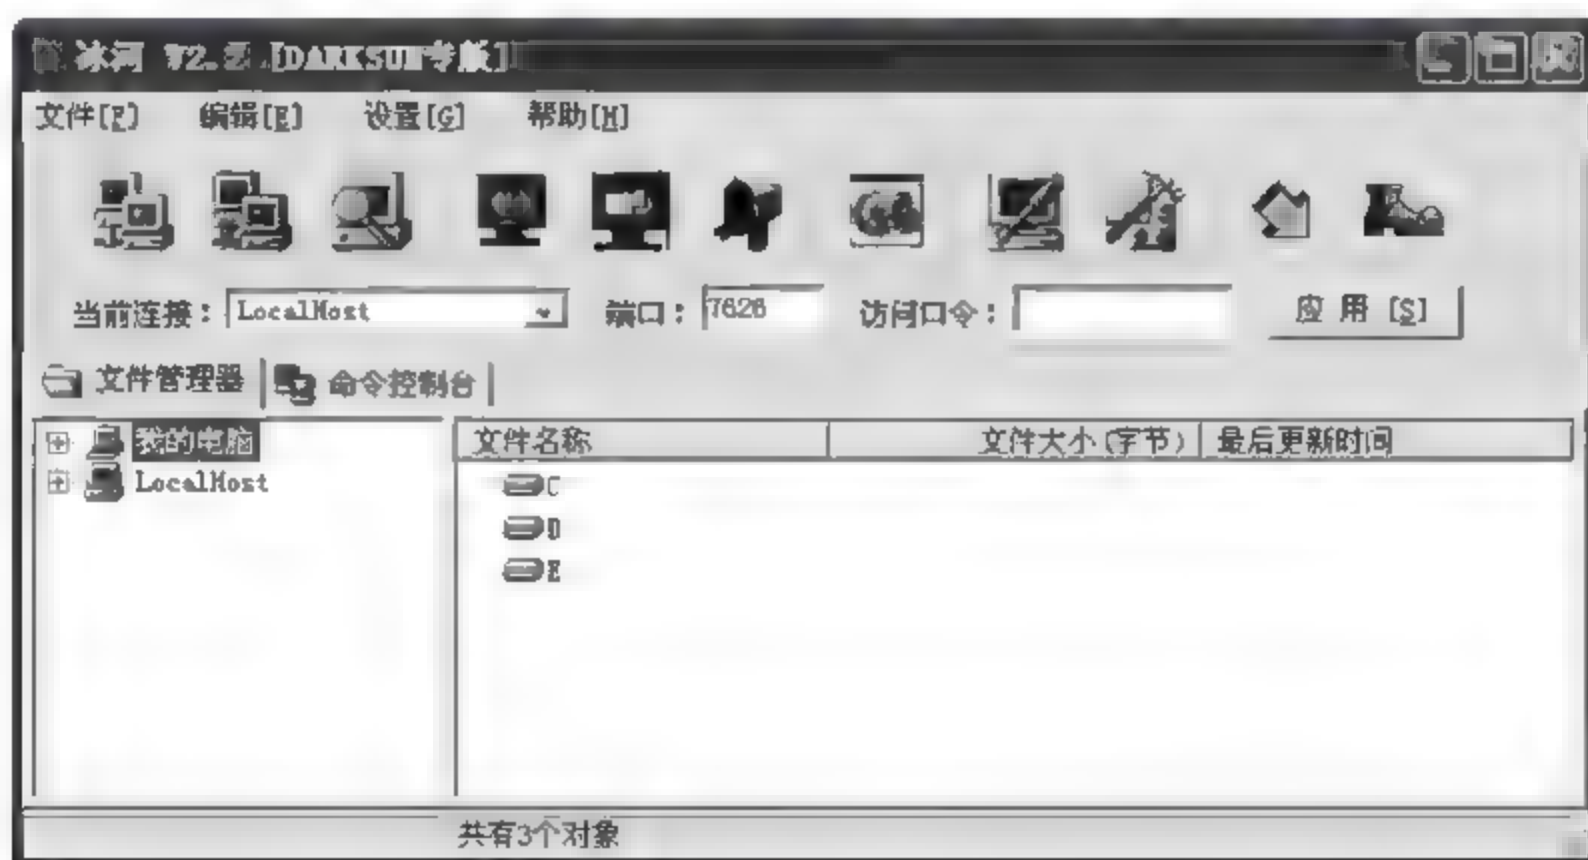 冰河 V2.2 [DARKSUN专版]
文件[F] 编辑[E] 设置[G] 帮助[H]
当前连接： LocalHost 端口： 7626 访问口令： 应用[S]
文件管理器 命令控制台
我的电脑 文件名称 文件大小(字节) 最后更新时间
LocalHost C
D
E
共有3个对象